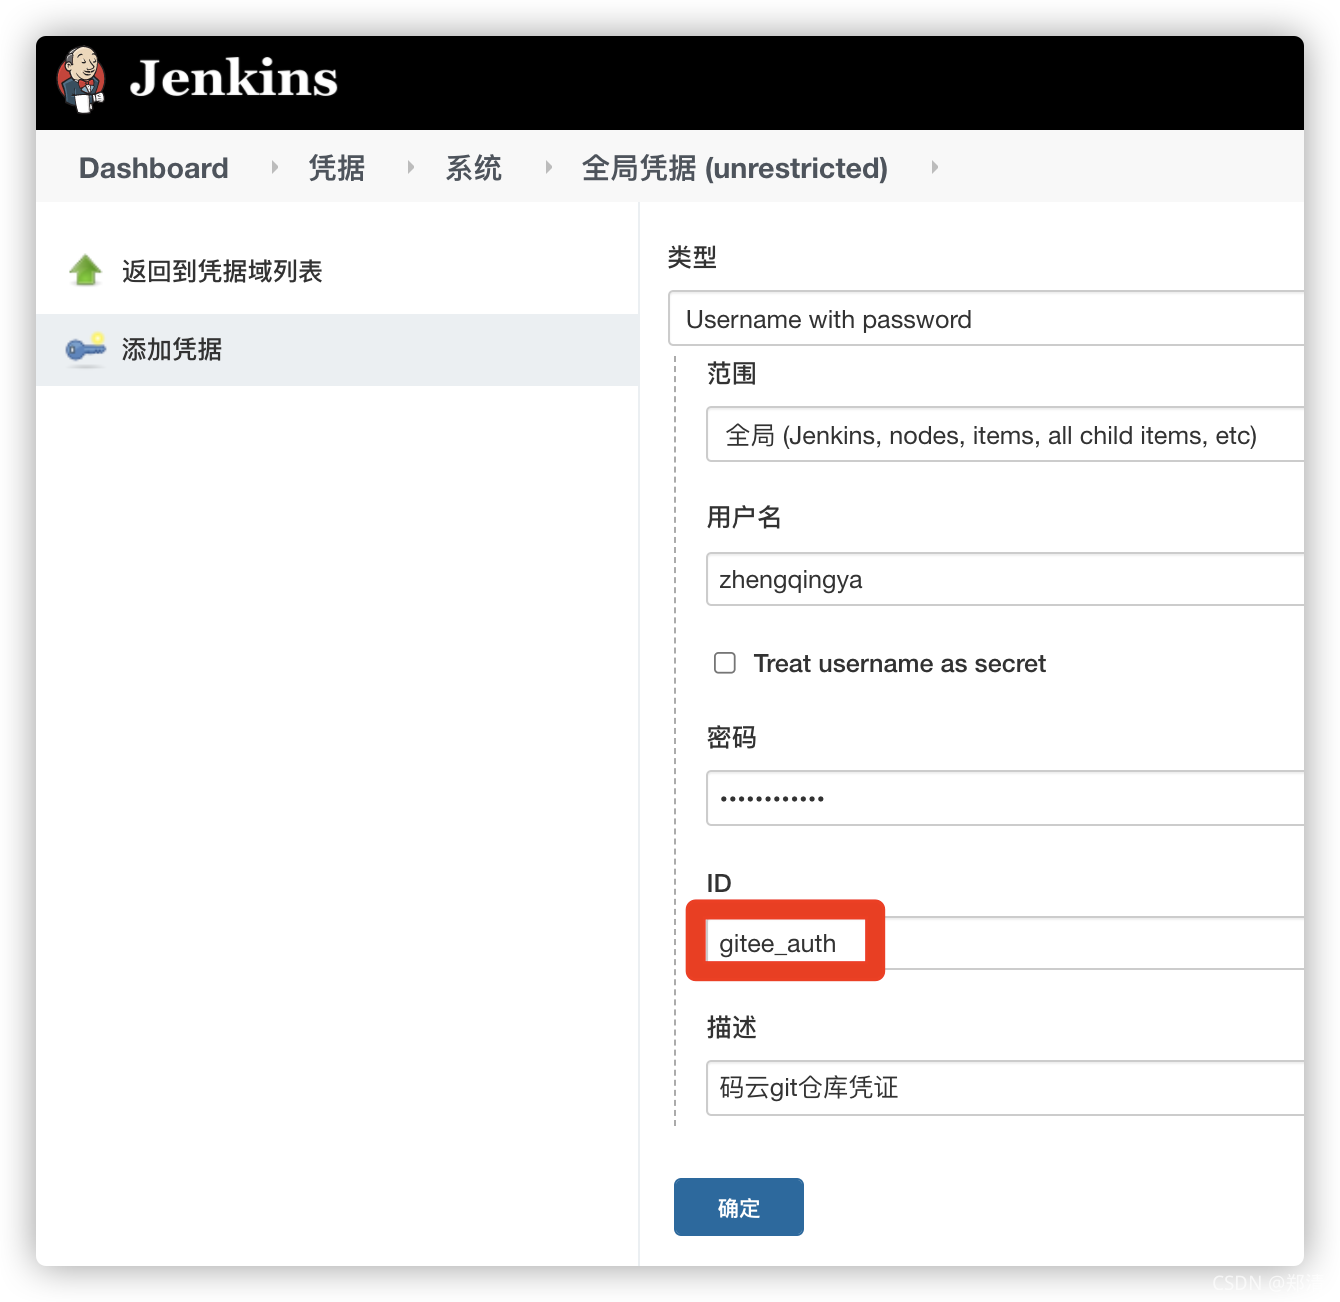 Jenkins
Dashboard 凭据 系统 全局凭据 (unrestricted)
返回到凭据域列表
添加凭据
类型
Username with password
范围
全局 (Jenkins, nodes, items, all child items, etc)
用户名
zhengqingya
Treat username as secret
密码
••••••••••••
ID
gitee_auth
描述
码云git仓库凭证
确定
CSDN @郑